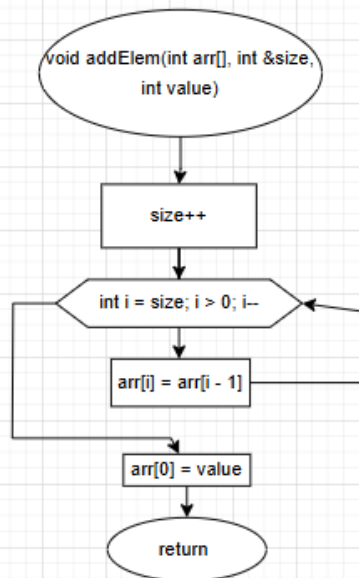 void addElem(int arr[], int &size,
int value)
size++
int i = size; i > 0; i--
arr[i] = arr[i - 1]
arr[0] = value
return